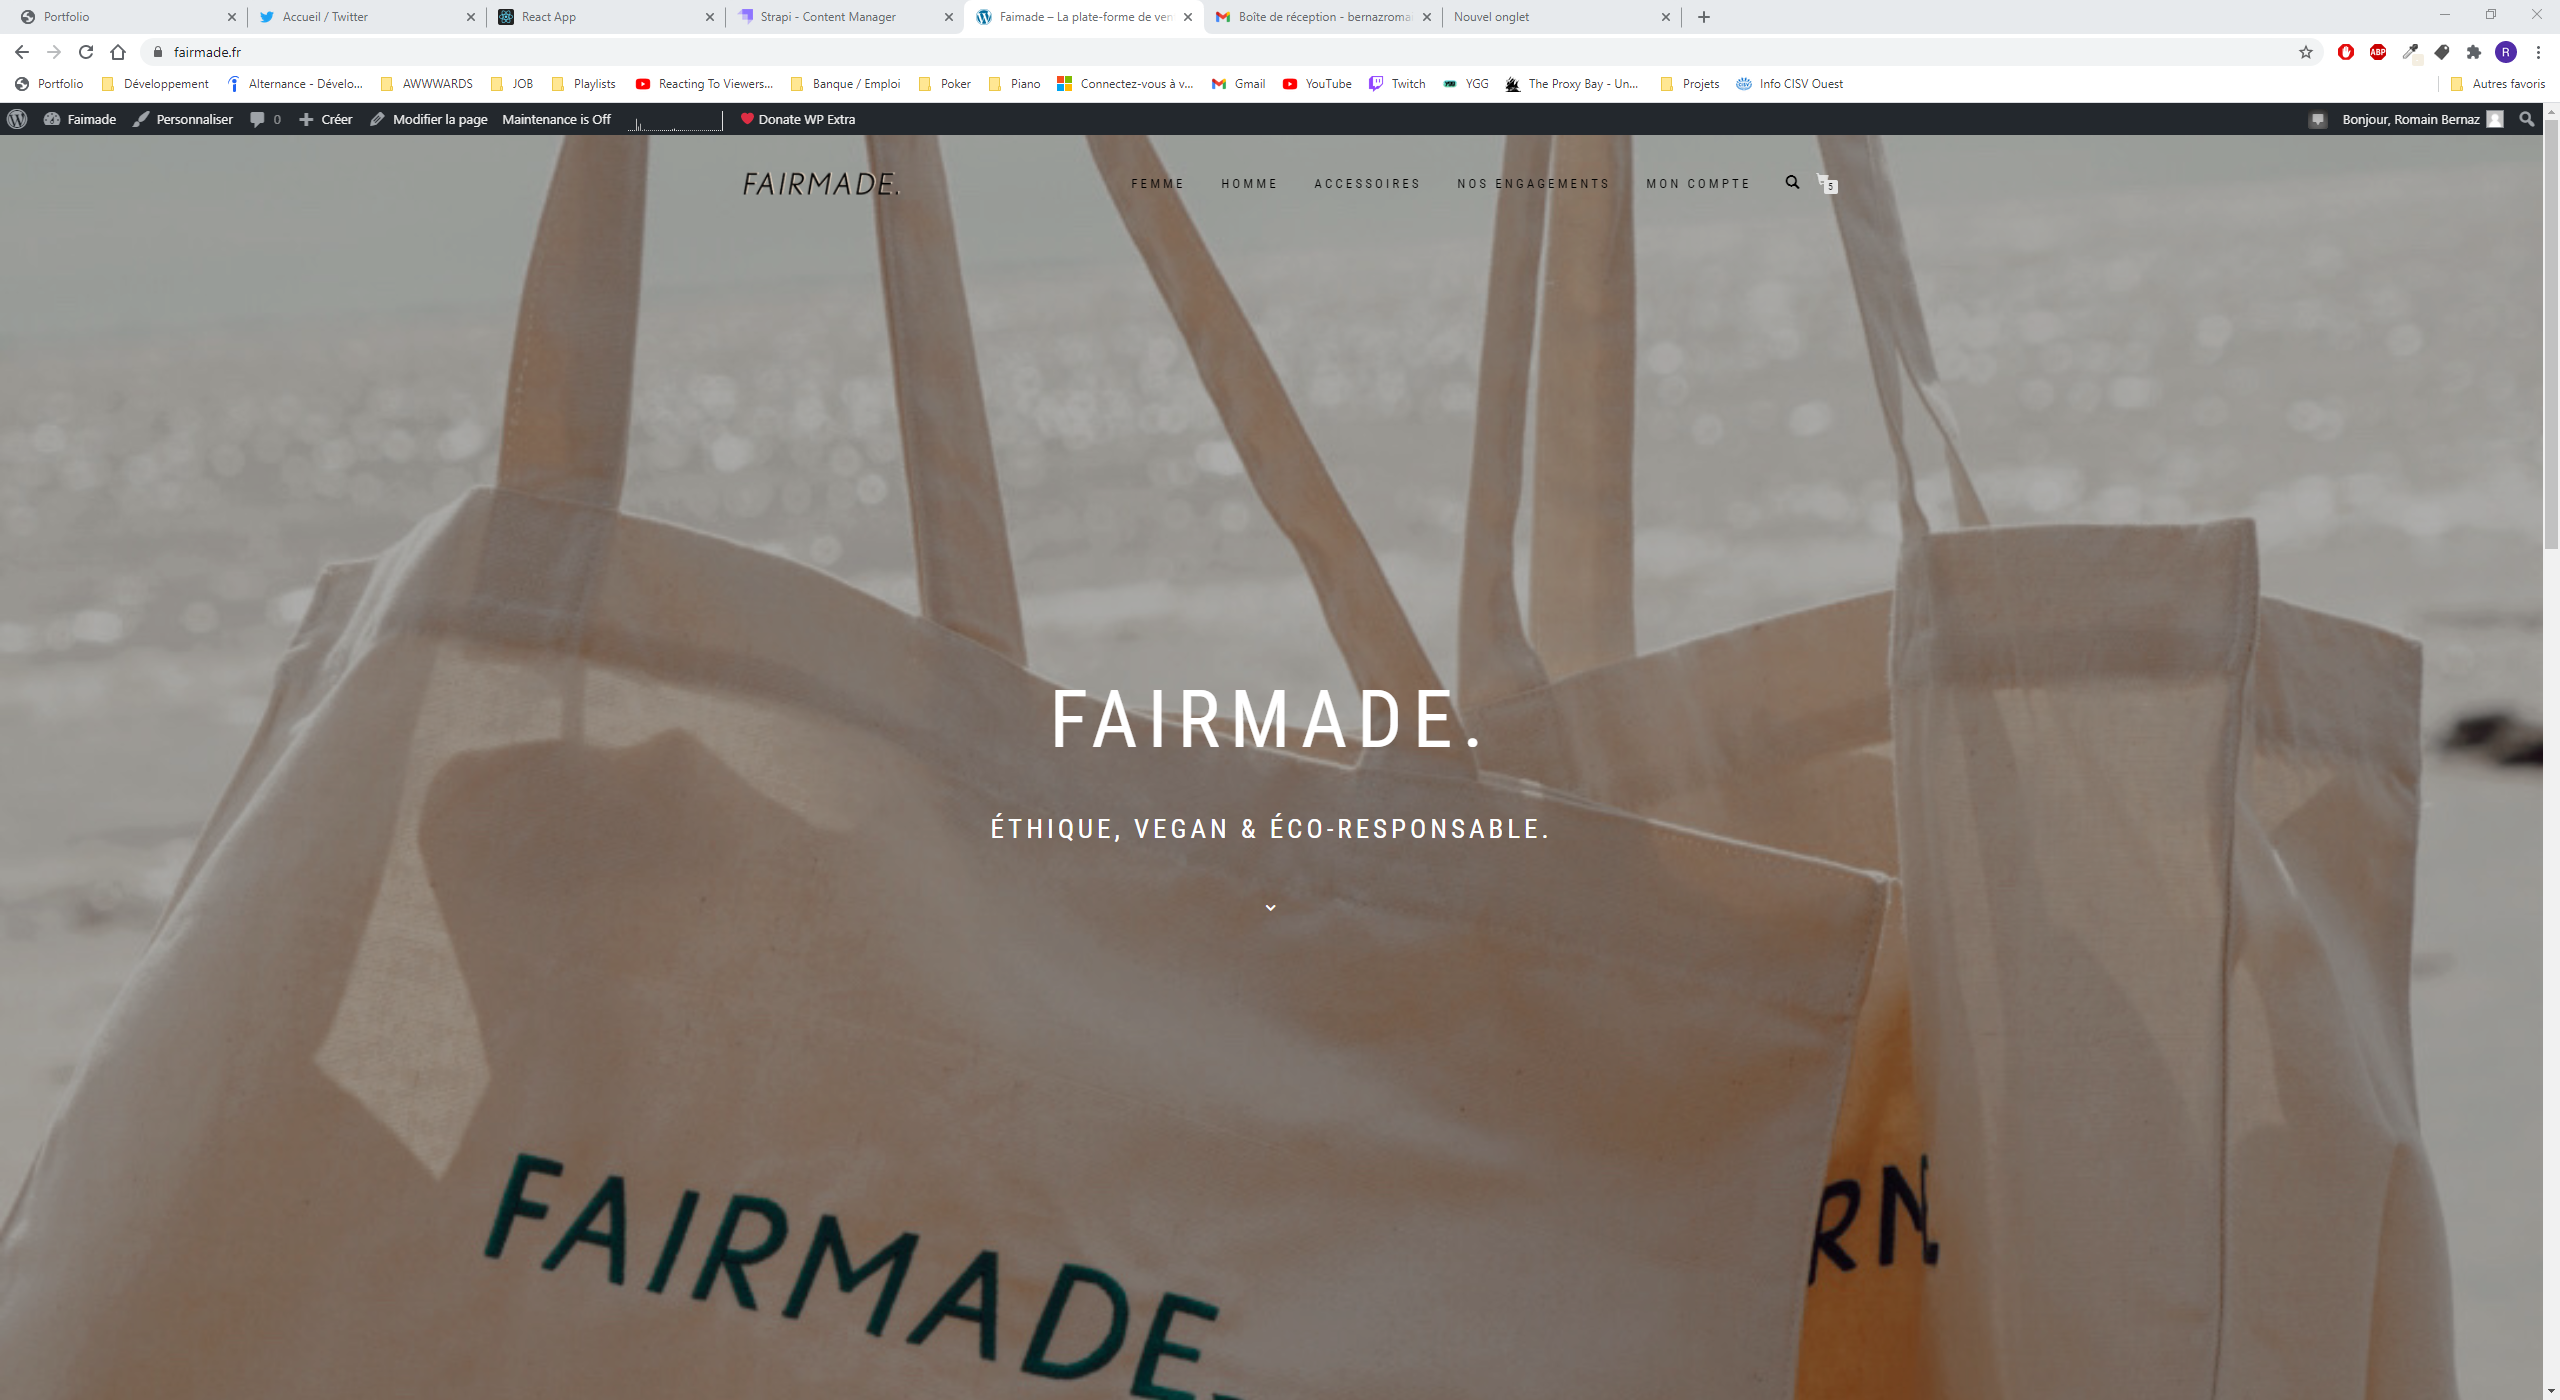 Portfolio
Accueil / Twitter
React App
Strapi - Content Manager
Faimade – La plate-forme de ven
Boîte de réception - bernazroma
Nouvel onglet
fairmade.fr
ABP
R
Portfolio
Développement
Alternance - Dévelo...
AWWWARDS
JOB
Playlists
Reacting To Viewers...
Banque / Emploi
Poker
Piano
Connectez-vous à v...
Gmail
YouTube
Twitch
YGG
The Proxy Bay - Un...
Projets
Info CISV Ouest
Autres favoris
Faimade
Personnaliser
0
Créer
Modifier la page
Maintenance is Off
Donate WP Extra
Bonjour, Romain Bernaz
FAIRMADE.
FEMME
HOMME
ACCESSOIRES
NOS ENGAGEMENTS
MON COMPTE
5
FAIRMADE.
ÉTHIQUE, VEGAN & ÉCO-RESPONSABLE.
FAIRMADE.
RN.